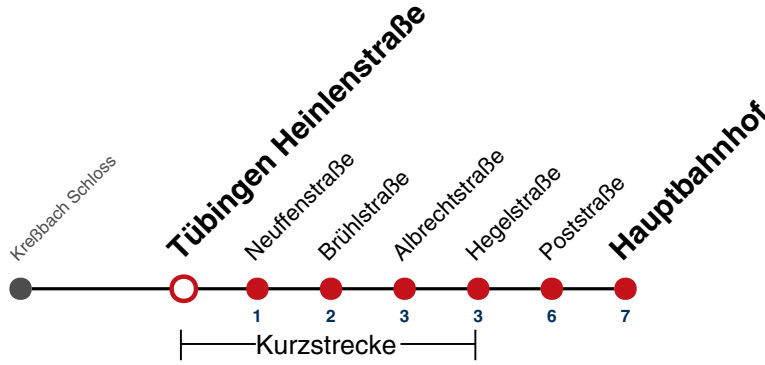 Kreßbach Schloss
Tübingen Heinlenstraße
Neuffenstraße
Brühlstraße
Albrechtstraße
Hegelstraße
Poststraße
Hauptbahnhof
1 2 3 3 6 7
Kurzstrecke